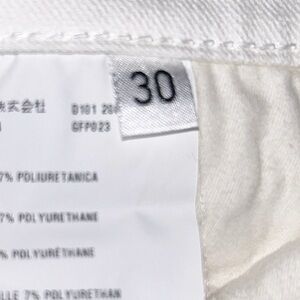 30
株式会社 D101 20
GFP023
7% POLIURETANICA
7% POLYURETHANE
% POLYURÉTHANE
LLE 7% POLYURETHAN